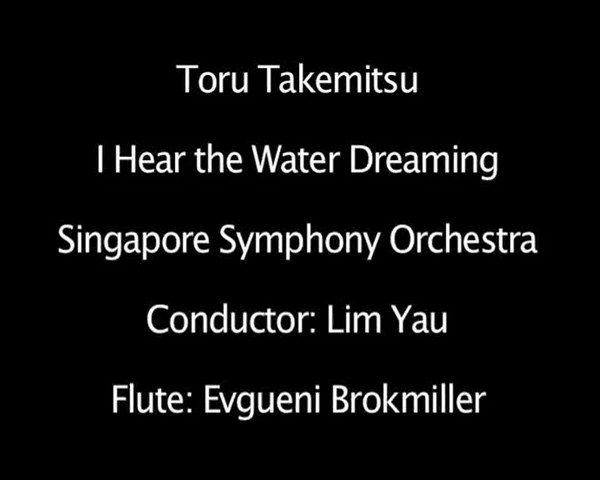 Toru Takemitsu
I Hear the Water Dreaming
Singapore Symphony Orchestra
Conductor: Lim Yau
Flute: Evgueni Brokmiller